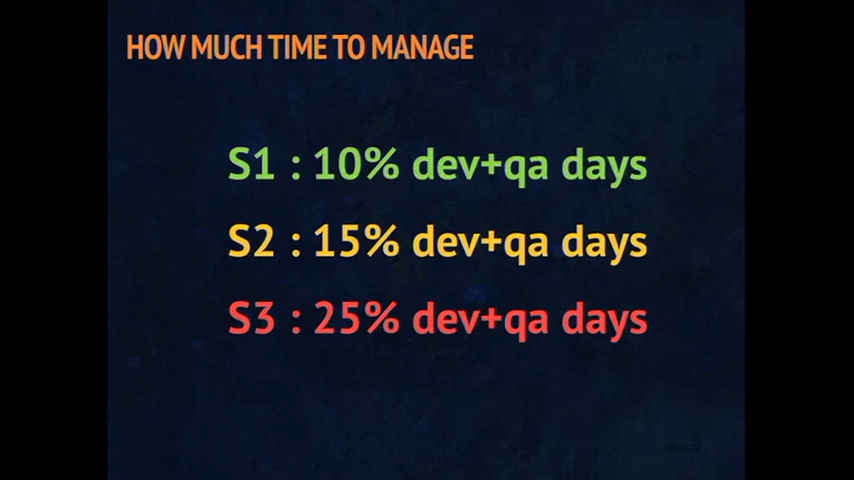 HOW MUCH TIME TO MANAGE
S1 : 10% dev+qa days
S2 : 15% dev+qa days
S3 : 25% dev+qa days